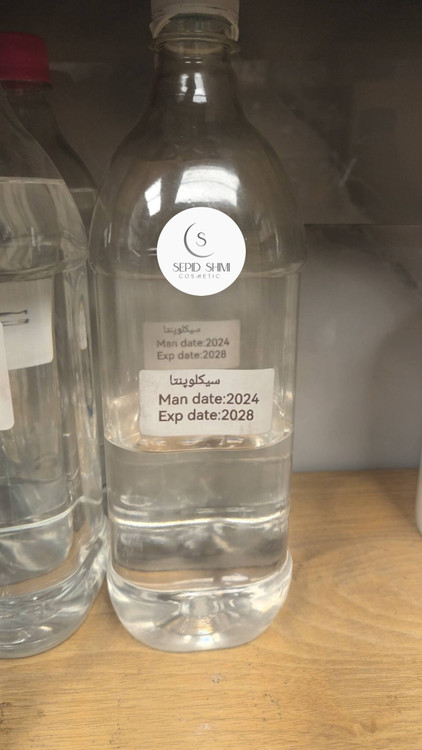 S
SEPID SHIMI
COSMETIC
سیکلوپنتا
Man date:2024
Exp date:2028
سیکلوپنتا
Man date:2024
Exp date:2028